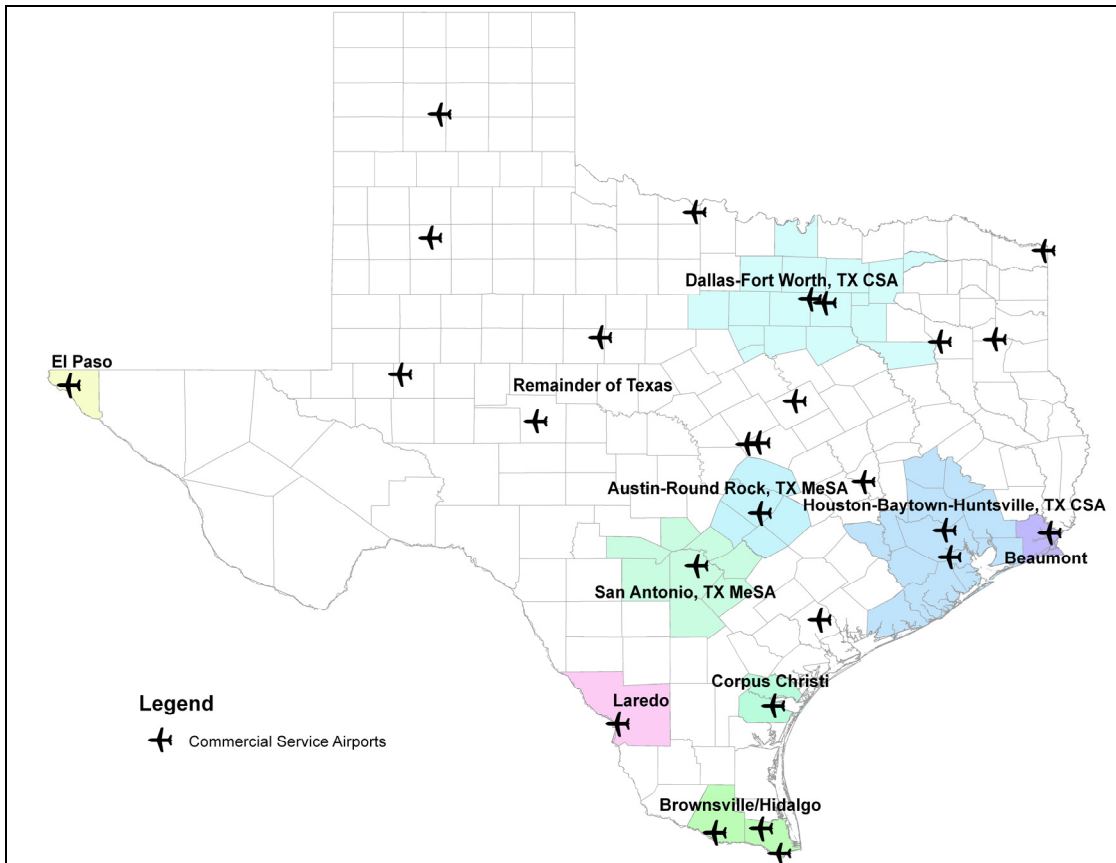 Dallas-Fort Worth, TX CSA
El Paso
Remainder of Texas
Austin-Round Rock, TX MeSA
Houston-Baytown-Huntsville, TX CSA
Beaumont
San Antonio, TX MeSA
Corpus Christi
Laredo
Legend
Commercial Service Airports
Brownsville/Hidalgo